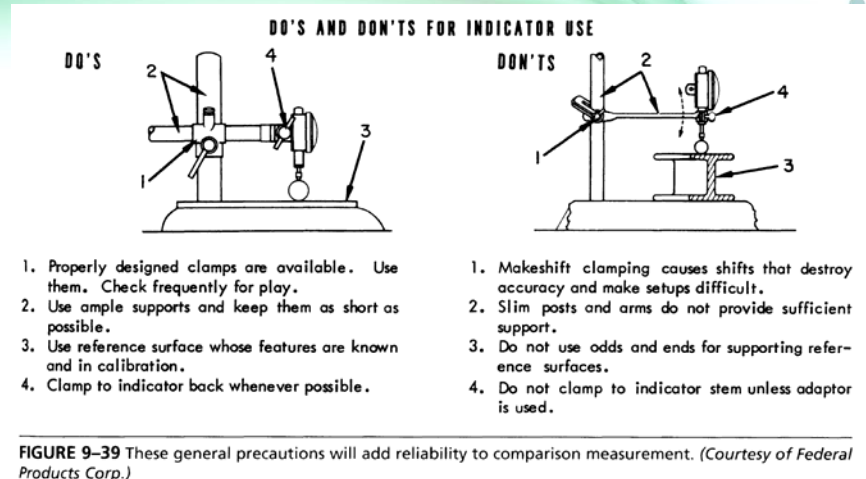 DO'S AND DON'TS FOR INDICATOR USE
DO'S
2
4
3
1
DON'TS
2
4
1
3
1. Properly designed clamps are available. Use
them. Check frequently for play.
2. Use ample supports and keep them as short as
possible.
3. Use reference surface whose features are known
and in calibration.
4. Clamp to indicator back whenever possible.
1. Makeshift clamping causes shifts that destroy
accuracy and make setups difficult.
2. Slim posts and arms do not provide sufficient
support.
3. Do not use odds and ends for supporting refer-
ence surfaces.
4. Do not clamp to indicator stem unless adaptor
is used.
FIGURE 9–39 These general precautions will add reliability to comparison measurement. (Courtesy of Federal
Products Corp.)